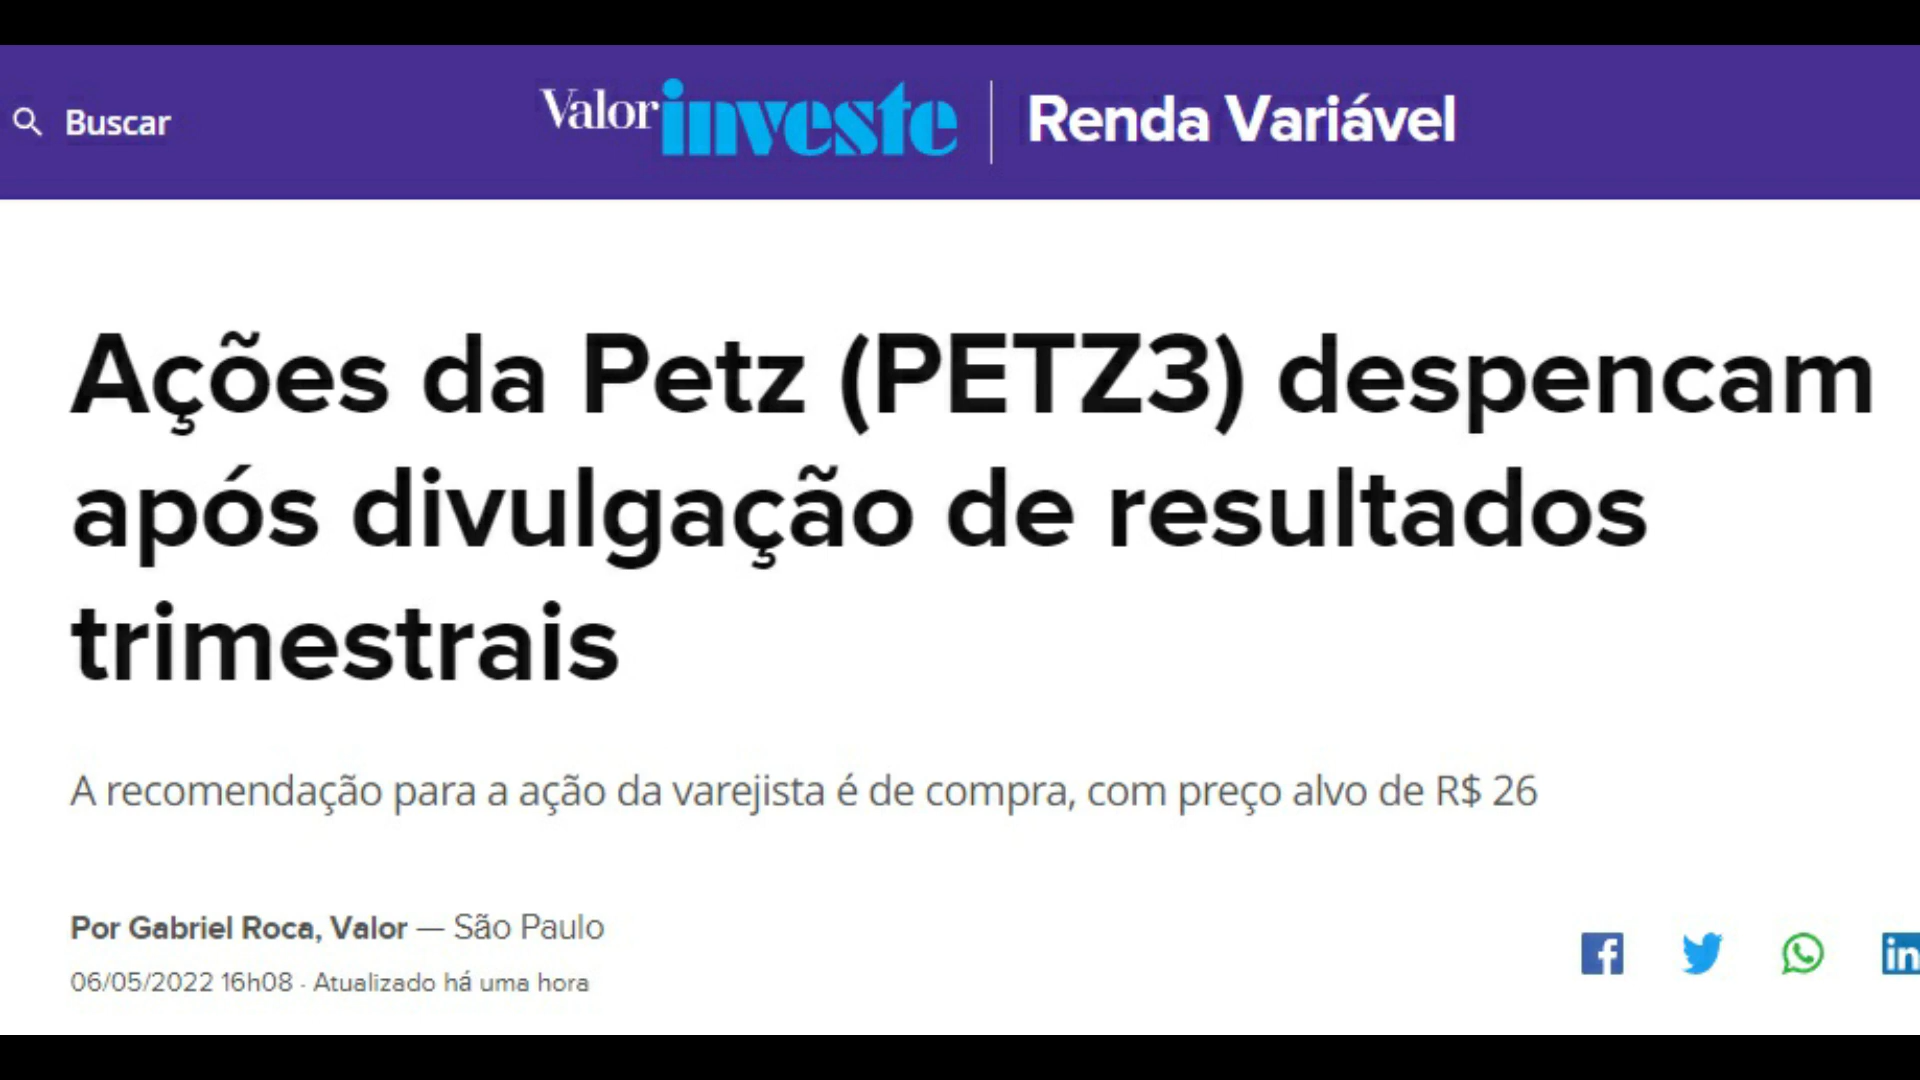 Buscar
Valor investe
Renda Variável
Ações da Petz (PETZ3) despencam
após divulgação de resultados
trimestrais
A recomendação para a ação da varejista é de compra, com preço alvo de R$ 26
Por Gabriel Roca, Valor — São Paulo
06/05/2022 16h08 · Atualizado há uma hora
f
in